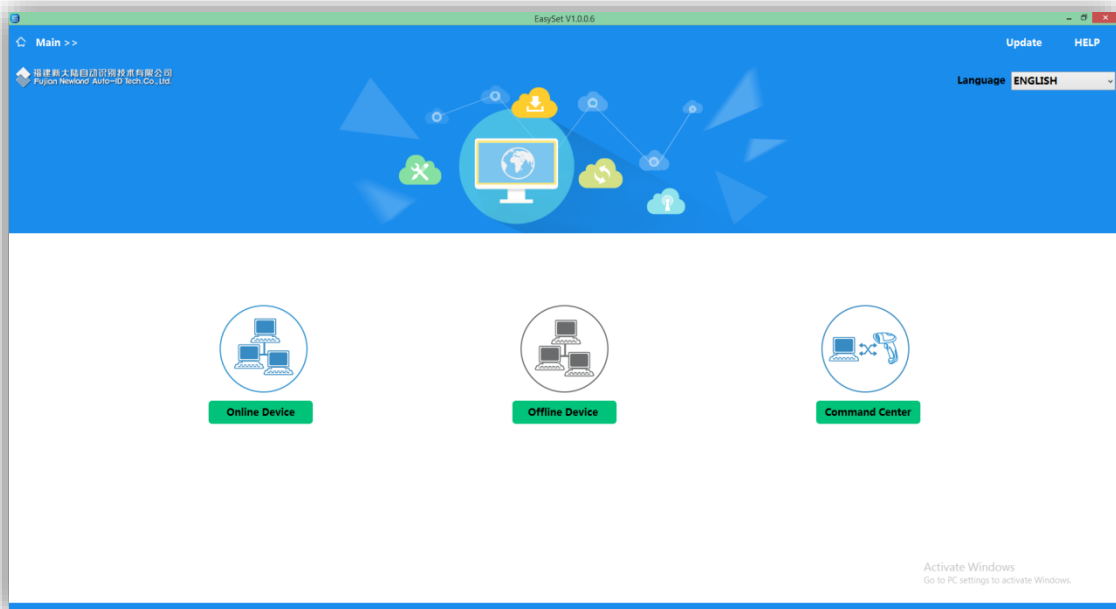 EasySet V1.0.0.6
Main >>
Update
HELP
福建新大陆自动识别技术有限公司
Fujian Newland Auto-ID Tech Co., Ltd.
Language
ENGLISH
Online Device
Offline Device
Command Center
Activate Windows
Go to PC settings to activate Windows.